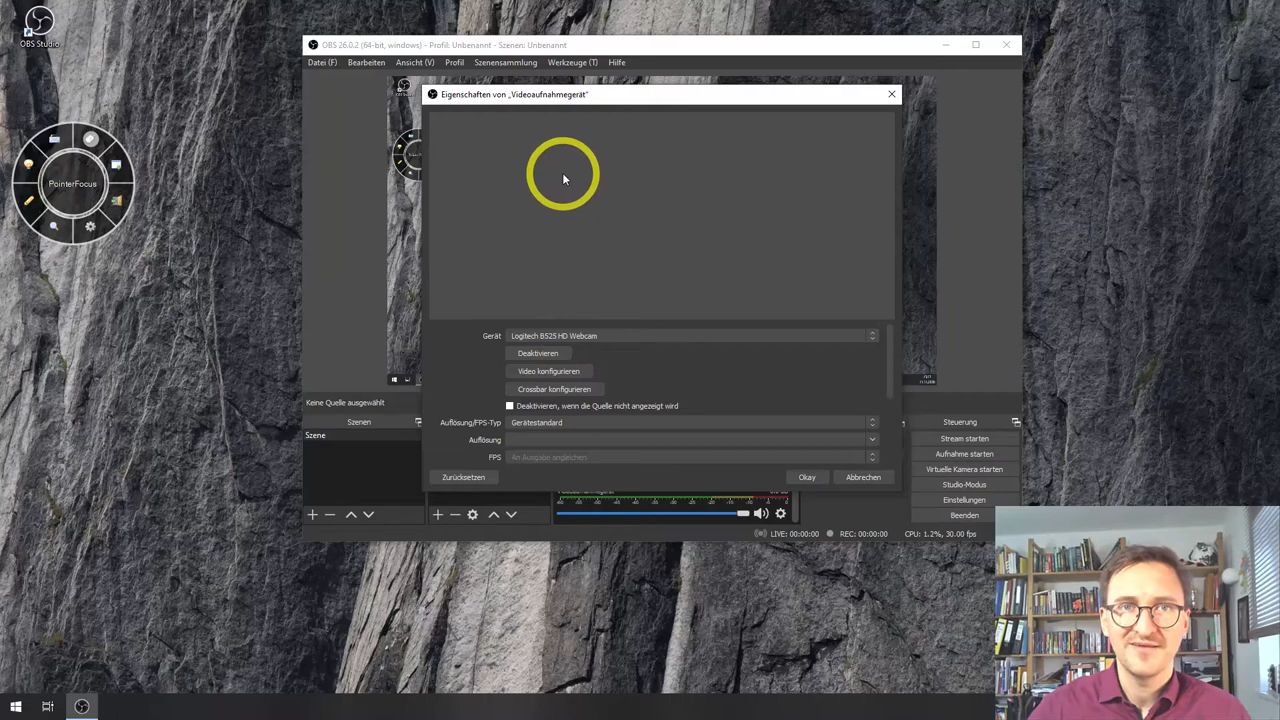 OBS Studio
PointerFocus
OBS 26.0.2 (64-bit, windows) - Profil: Unbenannt - Szenen: Unbenannt
Datei (F) Bearbeiten Ansicht (V) Profil Szenensammlung Werkzeuge (T) Hilfe
Eigenschaften von „Videoaufnahmegerät“
Gerät Logitech B525 HD Webcam
Deaktivieren
Video konfigurieren
Crossbar konfigurieren
Deaktivieren, wenn die Quelle nicht angezeigt wird
Auflösung/FPS-Typ Gerätestandard
Auflösung
FPS An Ausgabe angleichen
Zurücksetzen Okay Abbrechen
Keine Quelle ausgewählt
Szenen
Szene
Steuerung
Stream starten
Aufnahme starten
Virtuelle Kamera starten
Studio-Modus
Einstellungen
Beenden
LIVE: 00:00:00 REC: 00:00:00 CPU: 1.2%, 30.00 fps